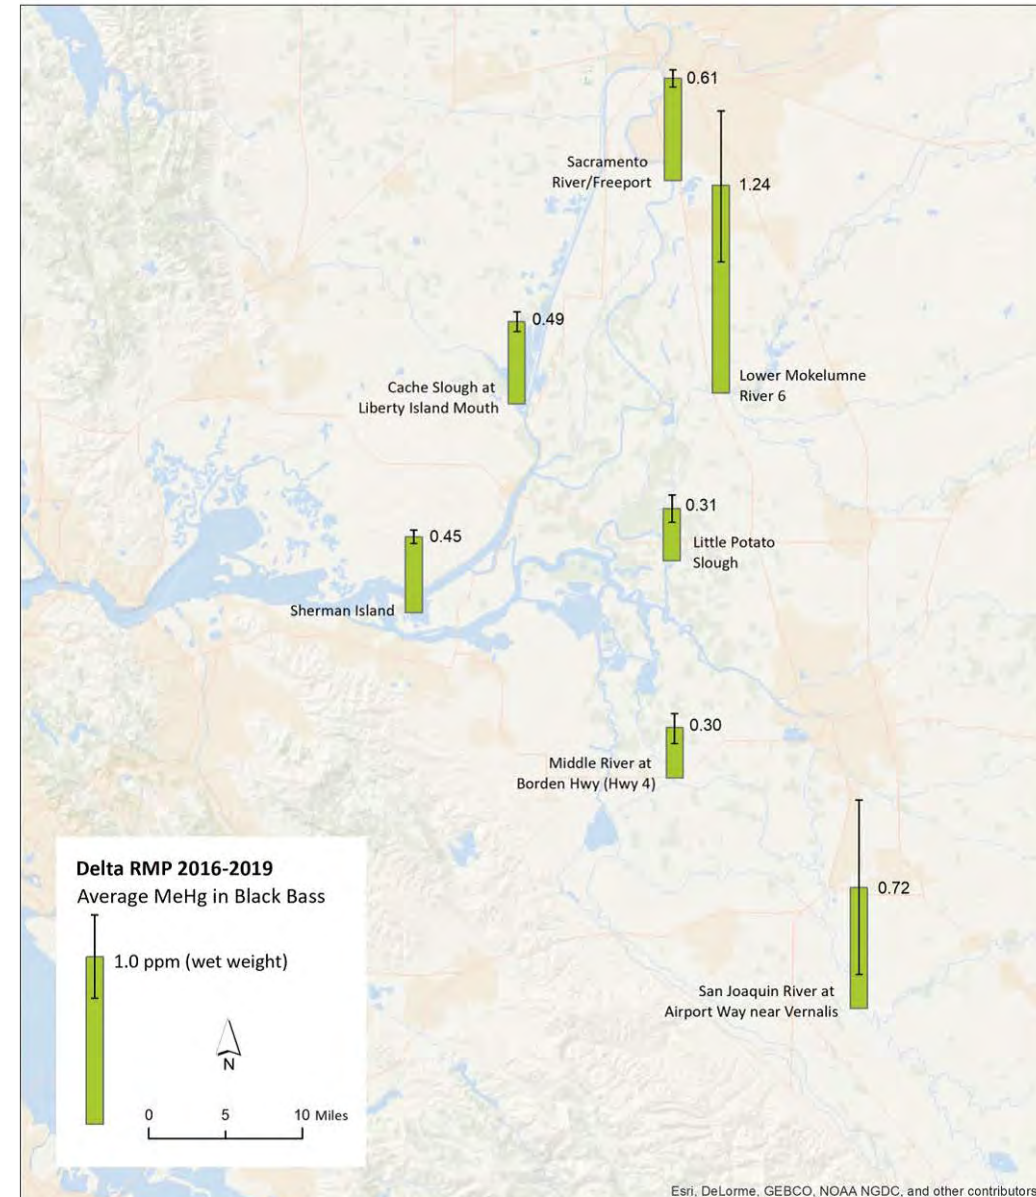 0.61
Sacramento
River/Freeport
1.24
0.49
Lower Mokelumne
River 6
Cache Slough at
Liberty Island Mouth
0.31
0.45
Little Potato
Slough
Sherman Island
0.30
Middle River at
Borden Hwy (Hwy 4)
Delta RMP 2016-2019
Average MeHg in Black Bass
0.72
1.0 ppm (wet weight)
San Joaquin River at
Airport Way near Vernalis
N
0 5 10 Miles
Esri, DeLorme, GEBCO, NOAA NGDC, and other contributors